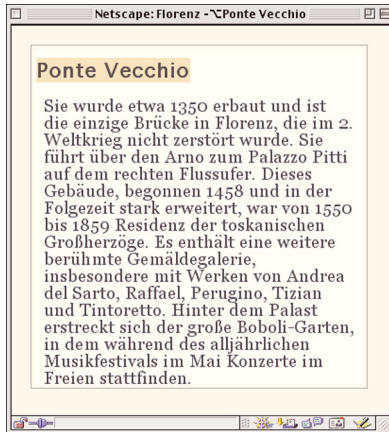 Netscape: Florenz -⌥Ponte Vecchio
Ponte Vecchio
Sie wurde etwa 1350 erbaut und ist
die einzige Brücke in Florenz, die im 2.
Weltkrieg nicht zerstört wurde. Sie
führt über den Arno zum Palazzo Pitti
auf dem rechten Flussufer. Dieses
Gebäude, begonnen 1458 und in der
Folgezeit stark erweitert, war von 1550
bis 1859 Residenz der toskanischen
Großherzöge. Es enthält eine weitere
berühmte Gemäldegalerie,
insbesondere mit Werken von Andrea
del Sarto, Raffael, Perugino, Tizian
und Tintoretto. Hinter dem Palast
erstreckt sich der große Boboli-Garten,
in dem während des alljährlichen
Musikfestivals im Mai Konzerte im
Freien stattfinden.